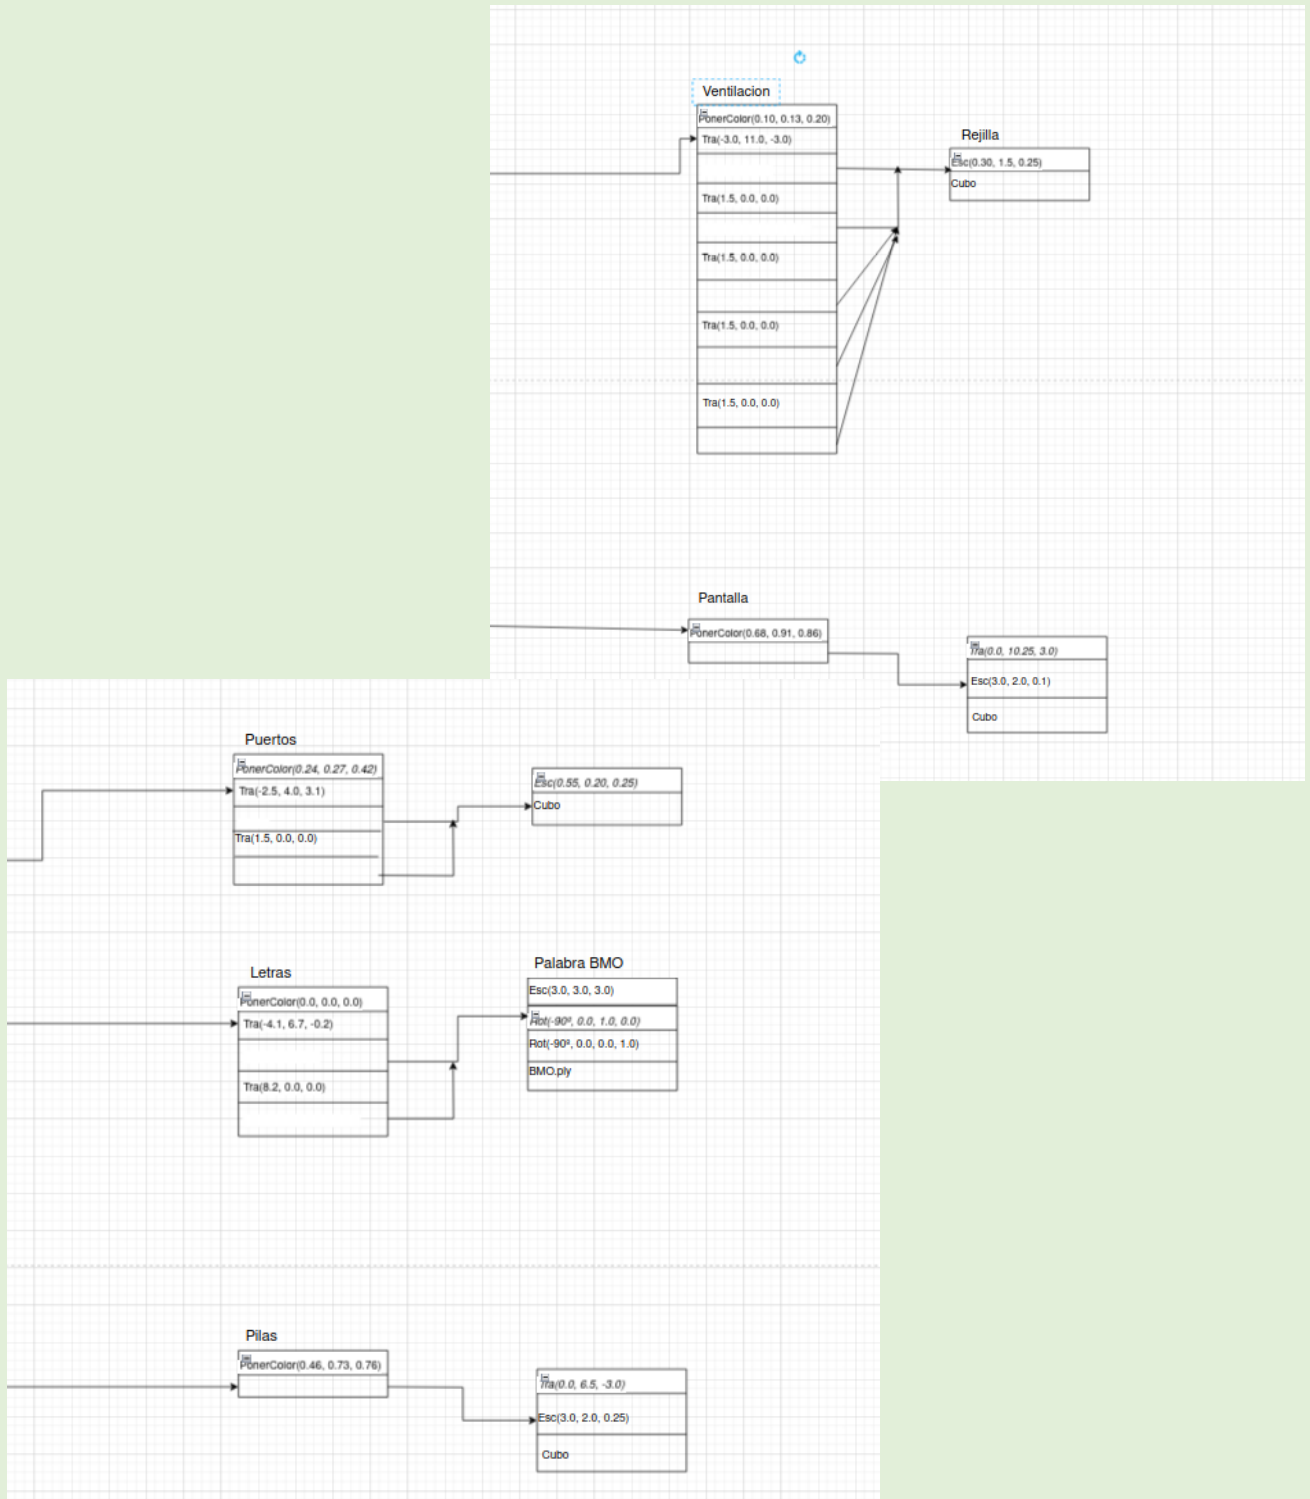 Ventilacion
PonerColor(0.10, 0.13, 0.20)
Tra(-3.0, 11.0, -3.0)
Tra(1.5, 0.0, 0.0)
Tra(1.5, 0.0, 0.0)
Tra(1.5, 0.0, 0.0)
Tra(1.5, 0.0, 0.0)
Rejilla
Esc(0.30, 1.5, 0.25)
Cubo
Pantalla
PonerColor(0.68, 0.91, 0.86)
Tra(0.0, 10.25, 3.0)
Esc(3.0, 2.0, 0.1)
Cubo
Puertos
PonerColor(0.24, 0.27, 0.42)
Tra(-2.5, 4.0, 3.1)
Tra(1.5, 0.0, 0.0)
Esc(0.55, 0.20, 0.25)
Cubo
Letras
PonerColor(0.0, 0.0, 0.0)
Tra(-4.1, 6.7, -0.2)
Tra(8.2, 0.0, 0.0)
Palabra BMO
Esc(3.0, 3.0, 3.0)
Rot(-90º, 0.0, 1.0, 0.0)
Rot(-90º, 0.0, 0.0, 1.0)
BMO.ply
Pilas
PonerColor(0.46, 0.73, 0.76)
Tra(0.0, 6.5, -3.0)
Esc(3.0, 2.0, 0.25)
Cubo